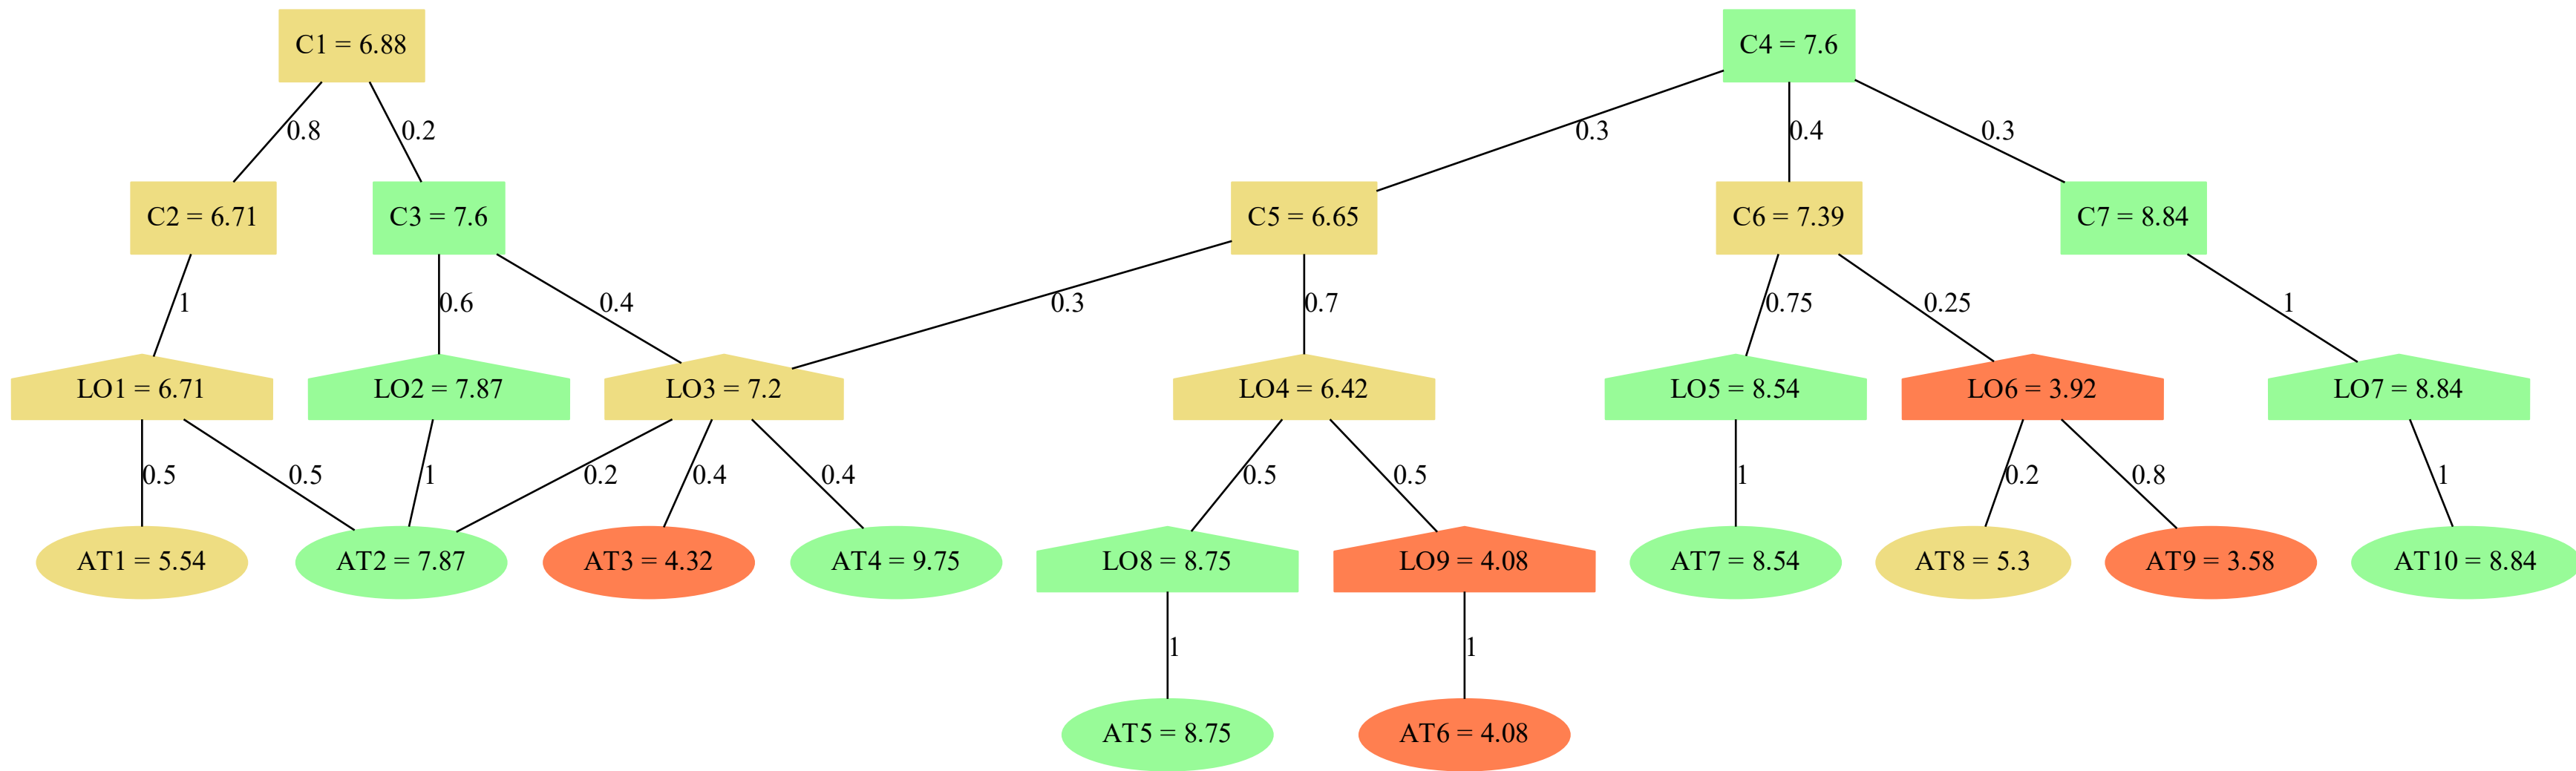 C1 = 6.88
C4 = 7.6
0.8
0.2
0.3
0.4
0.3
C2 = 6.71
C3 = 7.6
C5 = 6.65
C6 = 7.39
C7 = 8.84
1
0.6
0.4
0.3
0.7
0.75
0.25
1
LO1 = 6.71
LO2 = 7.87
LO3 = 7.2
LO4 = 6.42
LO5 = 8.54
LO6 = 3.92
LO7 = 8.84
0.5
0.5
1
0.2
0.4
0.4
0.5
0.5
1
0.2
0.8
1
AT1 = 5.54
AT2 = 7.87
AT3 = 4.32
AT4 = 9.75
LO8 = 8.75
LO9 = 4.08
AT7 = 8.54
AT8 = 5.3
AT9 = 3.58
AT10 = 8.84
1
1
AT5 = 8.75
AT6 = 4.08